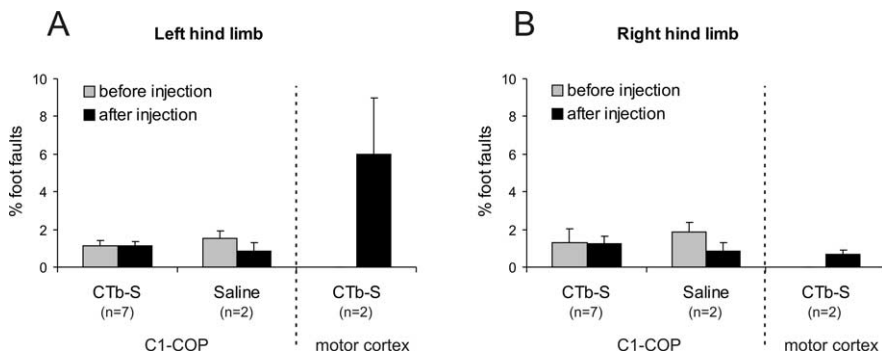 A
Left hind limb
% foot faults
10
8
6
4
2
0
before injection
after injection
CTb-S
(n=7)
Saline
(n=2)
CTb-S
(n=2)
C1-COP
motor cortex
B
Right hind limb
% foot faults
10
8
6
4
2
0
before injection
after injection
CTb-S
(n=7)
Saline
(n=2)
CTb-S
(n=2)
C1-COP
motor cortex